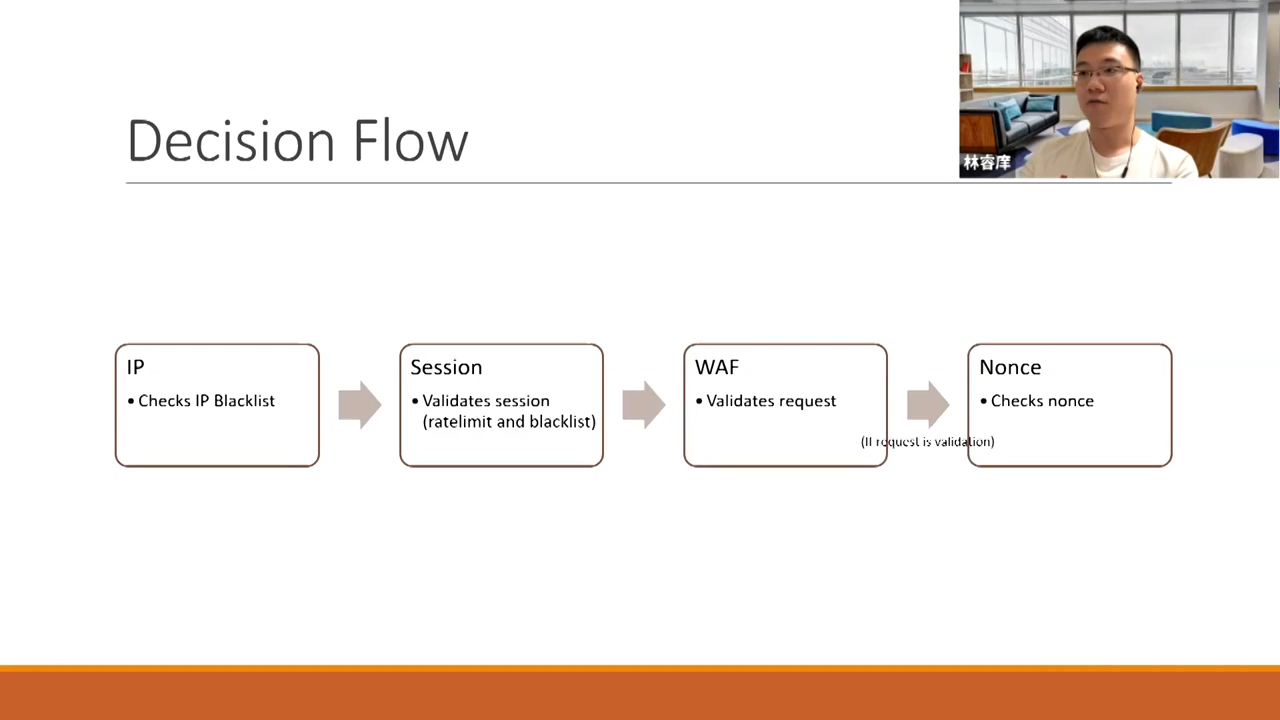 Decision Flow
林睿庠
IP
• Checks IP Blacklist
Session
• Validates session
(ratelimit and blacklist)
WAF
• Validates request
(If request is validation)
Nonce
• Checks nonce